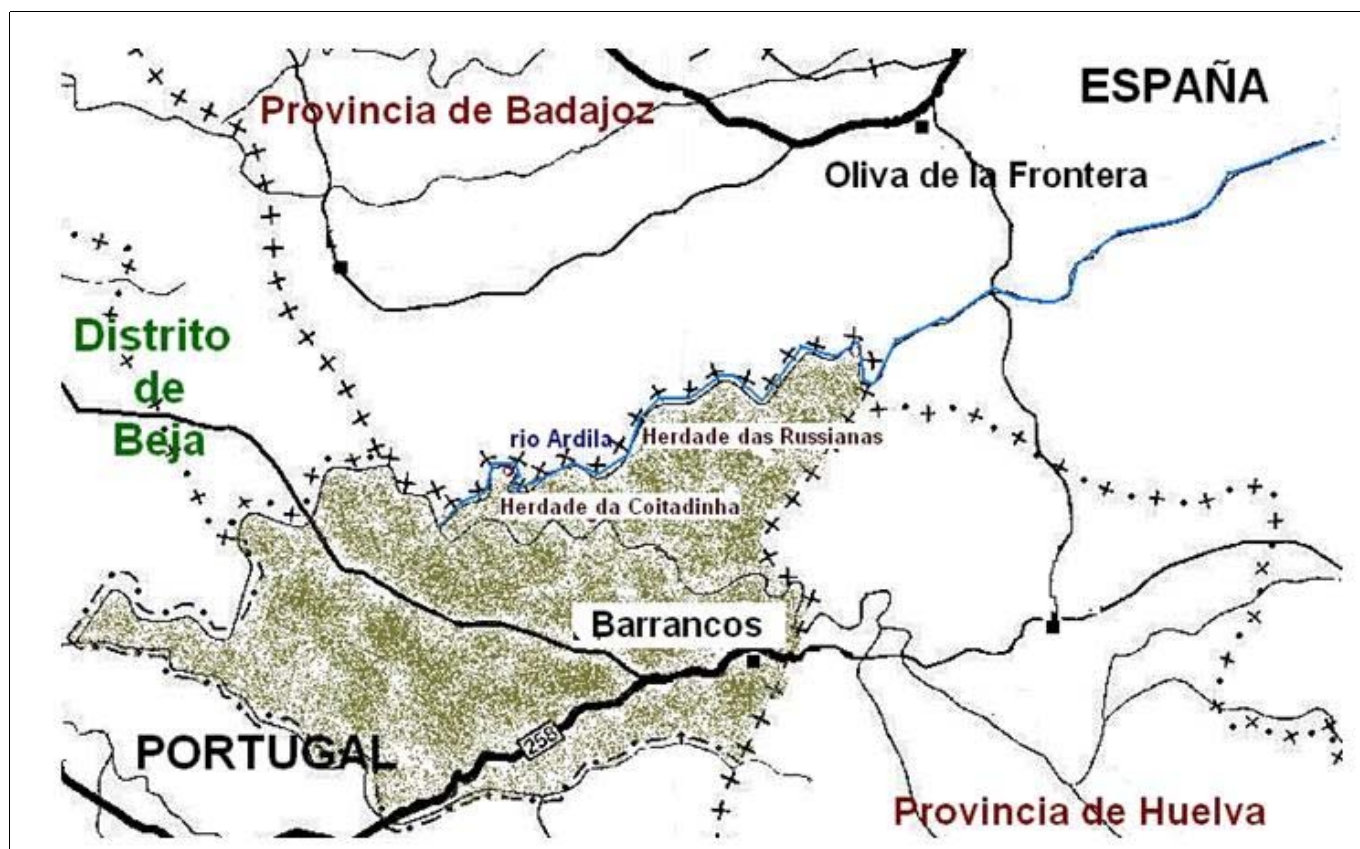 ESPAÑA
Provincia de Badajoz
Oliva de la Frontera
Distrito
de
Beja
rio Ardila
Herdade das Russianas
Herdade da Coitadinha
Barrancos
258
PORTUGAL
Provincia de Huelva